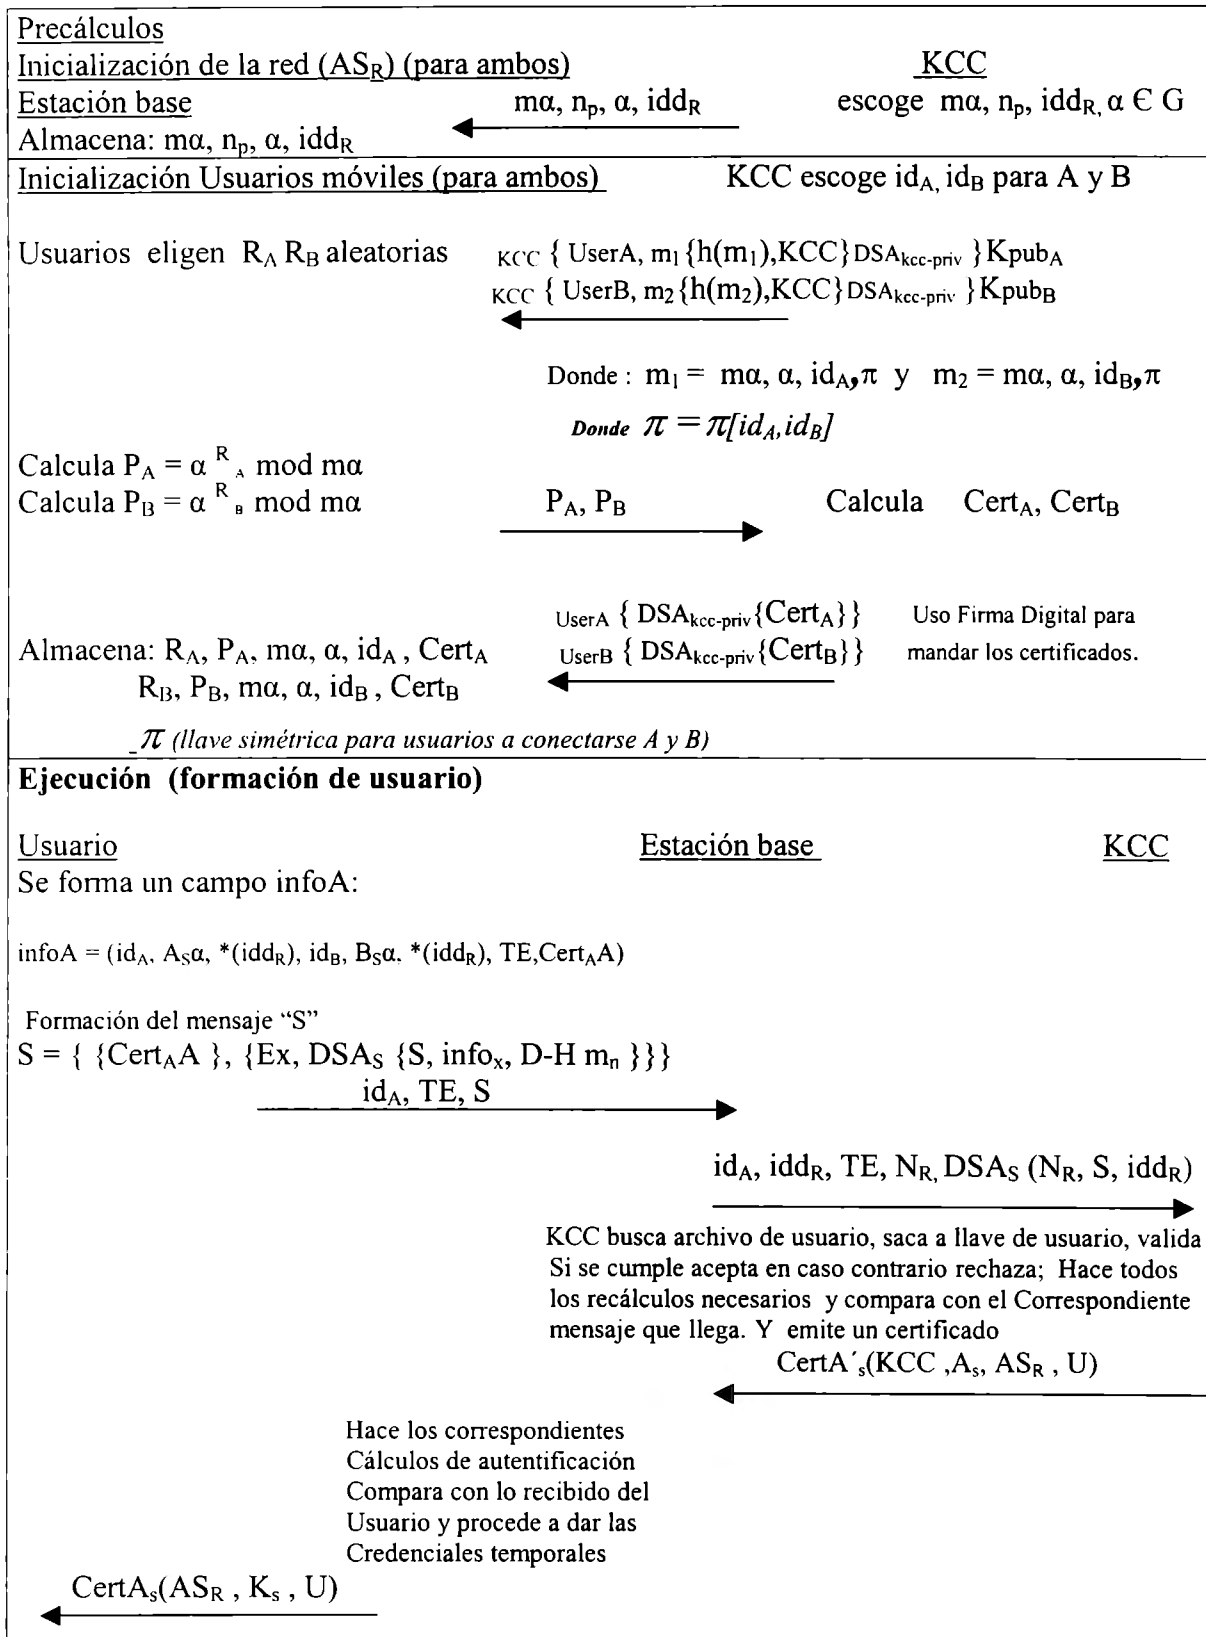 Precálculos
Inicialización de la red (AS_R) (para ambos) KCC
Estación base mα, n_p, α, idd_R escoge mα, n_p, idd_R, α Є G
Almacena: mα, n_p, α, idd_R
Inicialización Usuarios móviles (para ambos) KCC escoge id_A, id_B para A y B
Usuarios eligen R_A R_B aleatorias KCC { UserA, m_1 {h(m_1),KCC}DSA_kcc-priv }Kpub_A
KCC { UserB, m_2 {h(m_2),KCC}DSA_kcc-priv }Kpub_B
Donde : m_1 = mα, α, id_A,π y m_2 = mα, α, id_B,π
Donde π = π[id_A,id_B]
Calcula P_A = α ^R _A mod mα
Calcula P_B = α ^R _B mod mα P_A, P_B Calcula Cert_A, Cert_B
UserA { DSA_kcc-priv{Cert_A}} Uso Firma Digital para
Almacena: R_A, P_A, mα, α, id_A , Cert_A UserB { DSA_kcc-priv{Cert_B}} mandar los certificados.
R_B, P_B, mα, α, id_B , Cert_B
π (llave simétrica para usuarios a conectarse A y B)
Ejecución (formación de usuario)
Usuario Estación base KCC
Se forma un campo infoA:
infoA = (id_A, A_Sα, *(idd_R), id_B, B_Sα, *(idd_R), TE,Cert_AA)
Formación del mensaje “S”
S = { {Cert_AA }, {Ex, DSA_S {S, info_x, D-H m_n }}}
id_A, TE, S
id_A, idd_R, TE, N_R, DSA_S (N_R, S, idd_R)
KCC busca archivo de usuario, saca a llave de usuario, valida
Si se cumple acepta en caso contrario rechaza; Hace todos
los recálculos necesarios y compara con el Correspondiente
mensaje que llega. Y emite un certificado
CertA´_s(KCC ,A_s, AS_R , U)
Hace los correspondientes
Cálculos de autentificación
Compara con lo recibido del
Usuario y procede a dar las
Credenciales temporales
CertA_s(AS_R , K_s , U)